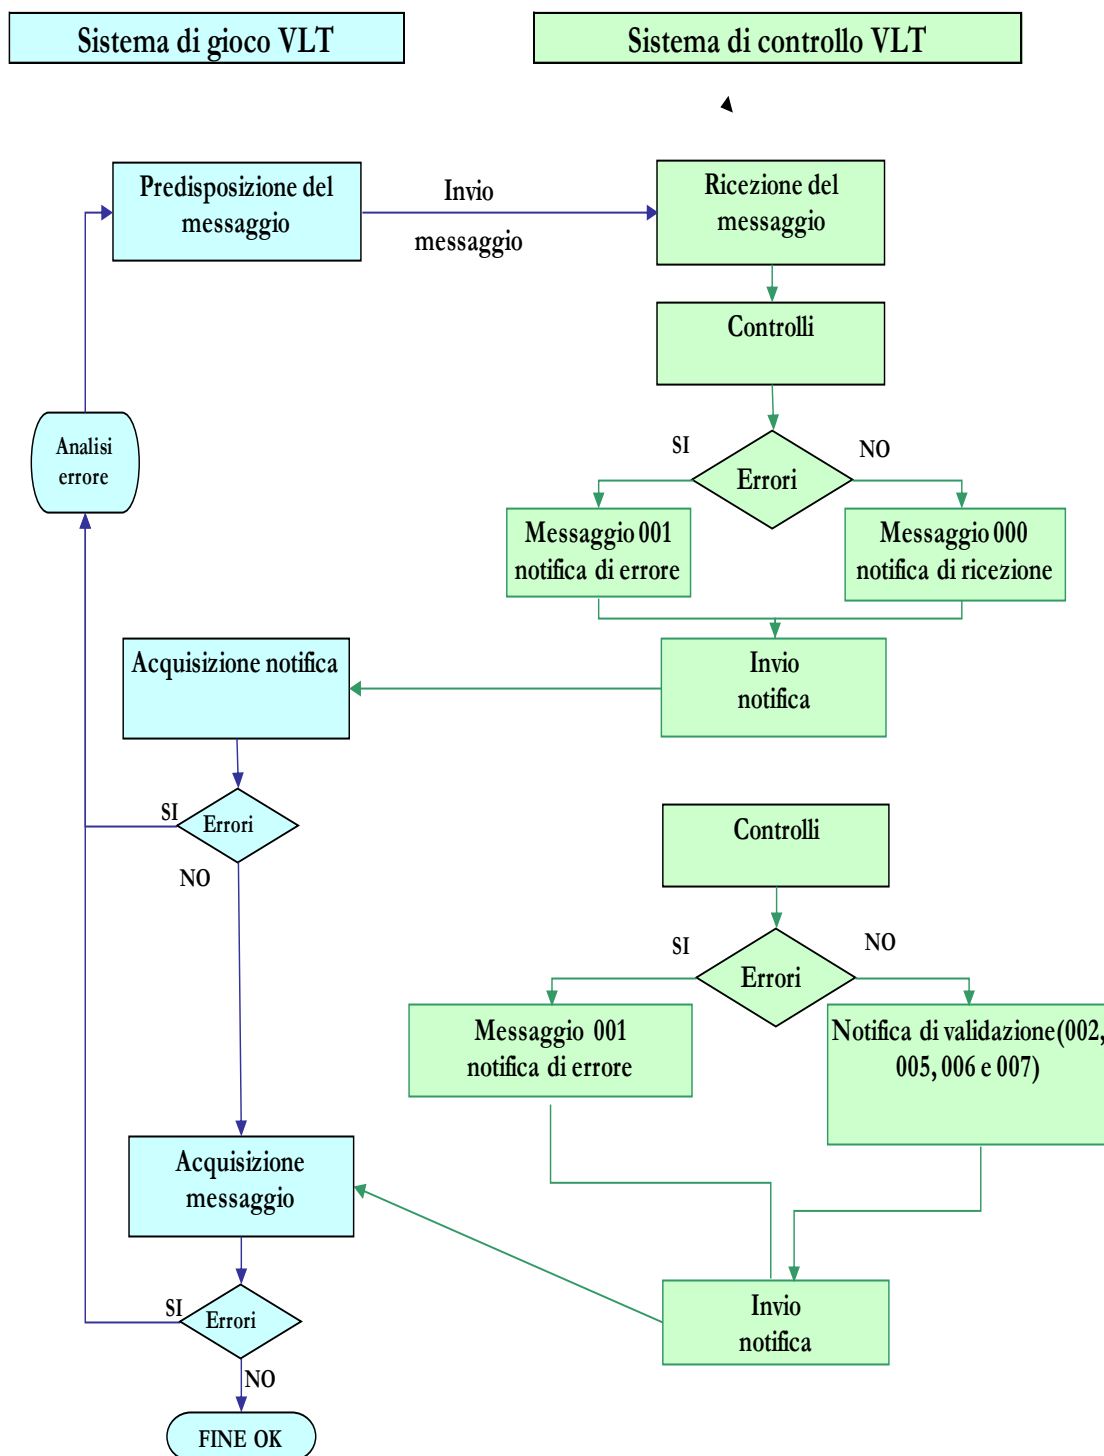 Sistema di gioco VLT
Sistema di controllo VLT
Predisposizione del
messaggio
Invio
messaggio
Ricezione del
messaggio
Controlli
Analisi
errore
SI
Errori
NO
Messaggio 001
notifica di errore
Messaggio 000
notifica di ricezione
Acquisizione notifica
Invio
notifica
SI
Errori
NO
Controlli
SI
Errori
NO
Messaggio 001
notifica di errore
Notifica di validazione(002,
005, 006 e 007)
Acquisizione
messaggio
SI
Errori
NO
Invio
notifica
FINE OK